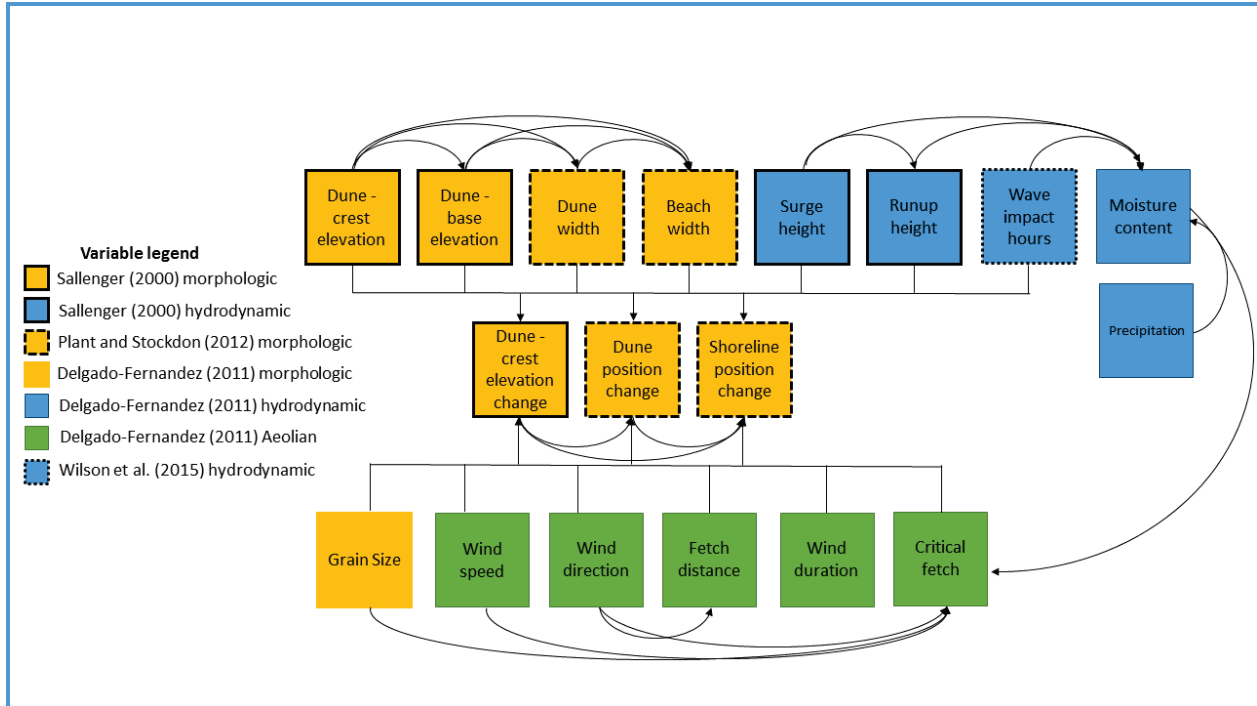 Dune -
crest
elevation
Dune -
base
elevation
Dune
width
Beach
width
Surge
height
Runup
height
Wave
impact
hours
Moisture
content
Variable legend
Sallenger (2000) morphologic
Sallenger (2000) hydrodynamic
Plant and Stockdon (2012) morphologic
Delgado-Fernandez (2011) morphologic
Delgado-Fernandez (2011) hydrodynamic
Delgado-Fernandez (2011) Aeolian
Wilson et al. (2015) hydrodynamic
Precipitation
Dune -
crest
elevation
change
Dune
position
change
Shoreline
position
change
Grain Size
Wind
speed
Wind
direction
Fetch
distance
Wind
duration
Critical
fetch